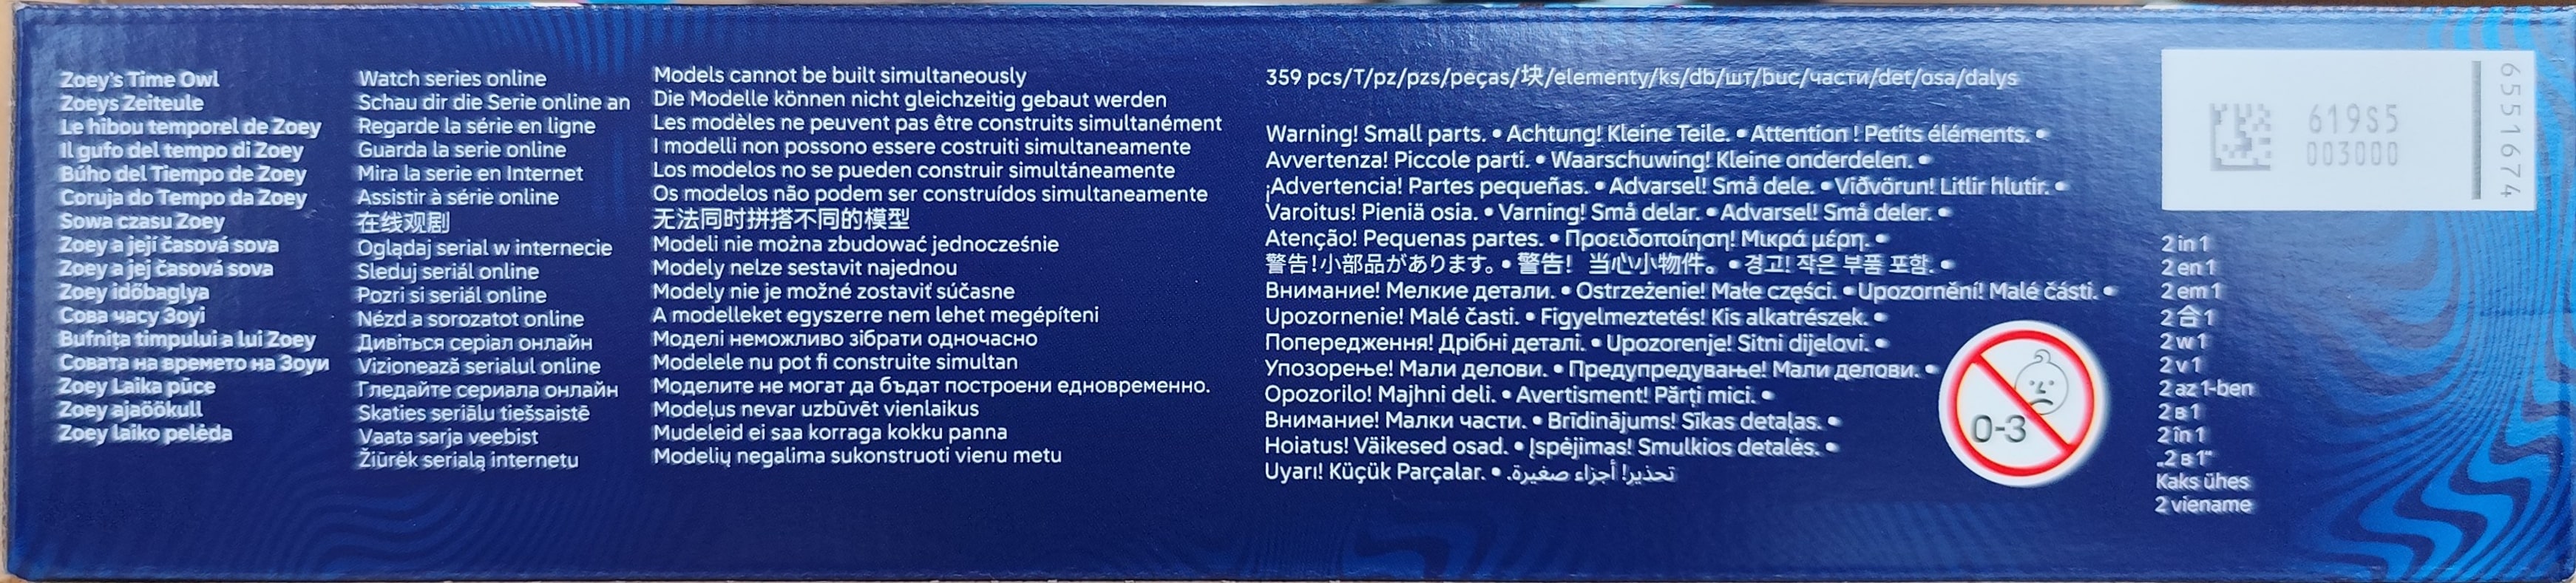 Zoey's Time Owl
Zoeys Zeiteule
Le hibou temporel de Zoey
Il gufo del tempo di Zoey
Búho del Tiempo de Zoey
Coruja do Tempo da Zoey
Sowa czasu Zoey
Zoey a její časová sova
Zoey a jej časová sova
Zoey időbaglya
Сова часу Зоуі
Bufnița timpului a lui Zoey
Совата на времето на Зоуи
Zoey Laika pūce
Zoey ajaöökull
Zoey laiko pelėda
Watch series online
Schau dir die Serie online an
Regarde la série en ligne
Guarda la serie online
Mira la serie en Internet
Assistir à série online
在线观剧
Oglądaj serial w internecie
Sleduj seriál online
Pozri si seriál online
Nézd a sorozatot online
Дивіться серіал онлайн
Vizionează serialul online
Гледайте сериала онлайн
Skaties seriālu tiešsaistē
Vaata sarja veebist
Žiūrėk serialą internetu
Models cannot be built simultaneously
Die Modelle können nicht gleichzeitig gebaut werden
Les modèles ne peuvent pas être construits simultanément
I modelli non possono essere costruiti simultaneamente
Los modelos no se pueden construir simultáneamente
Os modelos não podem ser construídos simultaneamente
无法同时拼搭不同的模型
Modeli nie można zbudować jednocześnie
Modely nelze sestavit najednou
Modely nie je možné zostaviť súčasne
A modelleket egyszerre nem lehet megépíteni
Моделі неможливо зібрати одночасно
Modelele nu pot fi construite simultan
Моделите не могат да бъдат построени едновременно.
Modeļus nevar uzbūvēt vienlaikus
Mudeleid ei saa korraga kokku panna
Modelių negalima sukonstruoti vienu metu
359 pcs/T/pz/pzs/peças/块/elementy/ks/db/шт/buc/части/det/osa/dalys
Warning! Small parts. • Achtung! Kleine Teile. • Attention ! Petits éléments. •
Avvertenza! Piccole parti. • Waarschuwing! Kleine onderdelen. •
¡Advertencia! Partes pequeñas. • Advarsel! Små dele. • Viðvörun! Litlir hlutir. •
Varoitus! Pieniä osia. • Varning! Små delar. • Advarsel! Små deler. •
Atenção! Pequenas partes. • Προειδοποίηση! Μικρά μέρη. •
警告!小部品があります。• 警告! 当心小物件。 • 경고! 작은 부품 포함. •
Внимание! Мелкие детали. • Ostrzeżenie! Małe części. • Upozornění! Malé části. •
Upozornenie! Malé časti. • Figyelmeztetés! Kis alkatrészek. •
Попередження! Дрібні деталі. • Upozorenje! Sitni dijelovi. •
Упозорење! Мали делови. • Предупредување! Мали делови. •
Opozorilo! Majhni deli. • Avertisment! Părți mici. •
Внимание! Малки части. • Brīdinājums! Sīkas detaļas. •
Hoiatus! Väikesed osad. • Įspėjimas! Smulkios detalės. •
Uyarı! Küçük Parçalar. • تحذير! أجزاء صغيرة.
0-3
619S5
003000
6551674
2 in 1
2 en 1
2 em 1
2 合 1
2 w 1
2 v 1
2 az 1-ben
2 в 1
2 în 1
„2 в 1“
Kaks ühes
2 viename